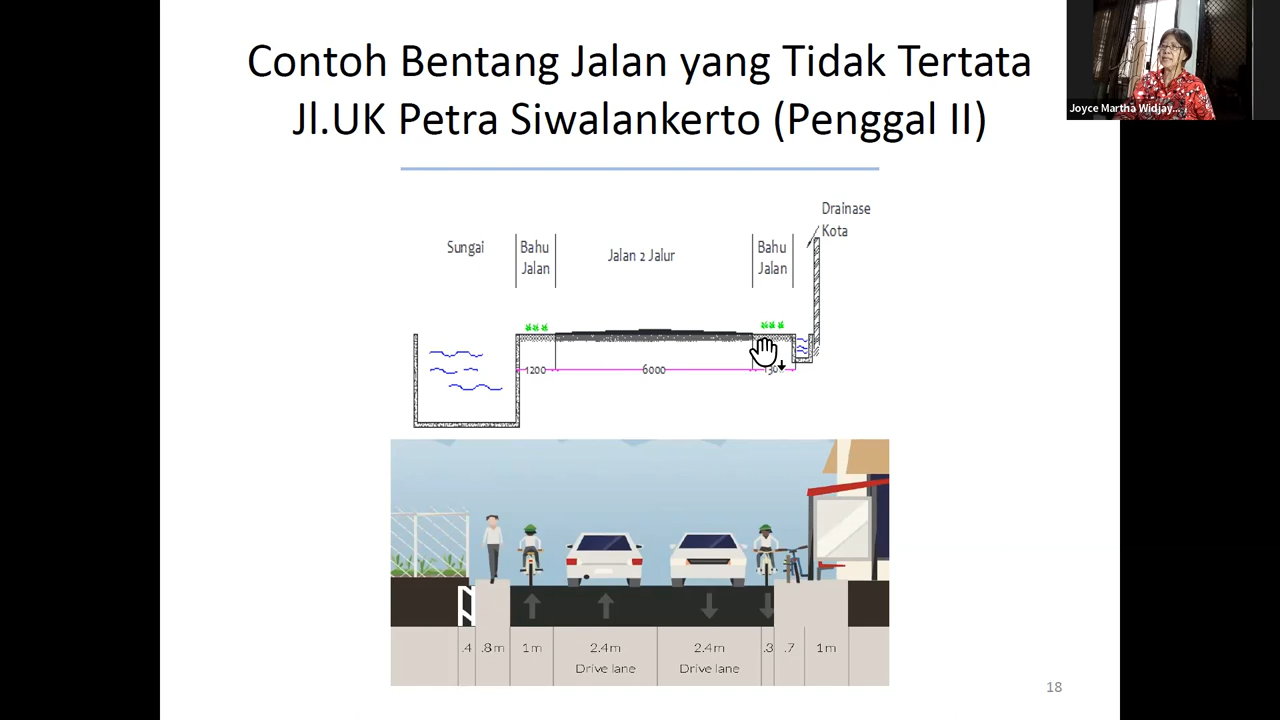 Contoh Bentang Jalan yang Tidak Tertata
Jl.UK Petra Siwalankerto (Penggal II)
Joyce Martha Widjay...
Drainase
Kota
Sungai
Bahu
Jalan
Jalan 2 Jalur
Bahu
Jalan
1200
6000
.4
.8m
1m
2.4m
Drive lane
2.4m
Drive lane
.3
.7
1m
18